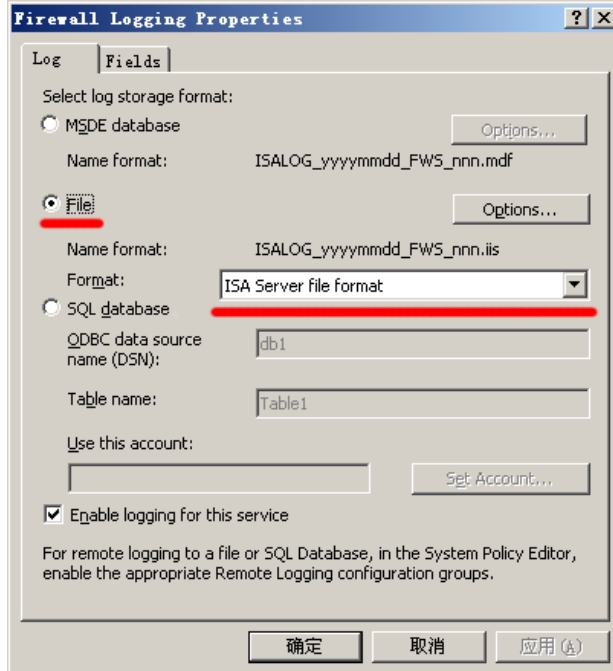 Firewall Logging Properties
Log Fields
Select log storage format:
MSDE database Options...
Name format: ISALOG_yyyymmdd_FWS_nnn.mdf
File Options...
Name format: ISALOG_yyyymmdd_FWS_nnn.iis
Format: ISA Server file format
SQL database
ODBC data source
name (DSN): db1
Table name: Table1
Use this account:
Set Account...
Enable logging for this service
For remote logging to a file or SQL Database, in the System Policy Editor,
enable the appropriate Remote Logging configuration groups.
确定 取消 应用(A)